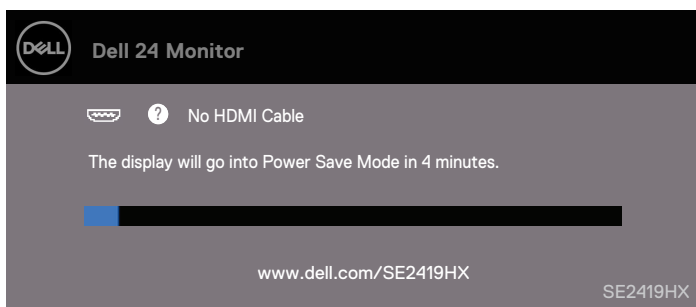 DELL
Dell 24 Monitor
? No HDMI Cable
The display will go into Power Save Mode in 4 minutes.
www.dell.com/SE2419HX
SE2419HX